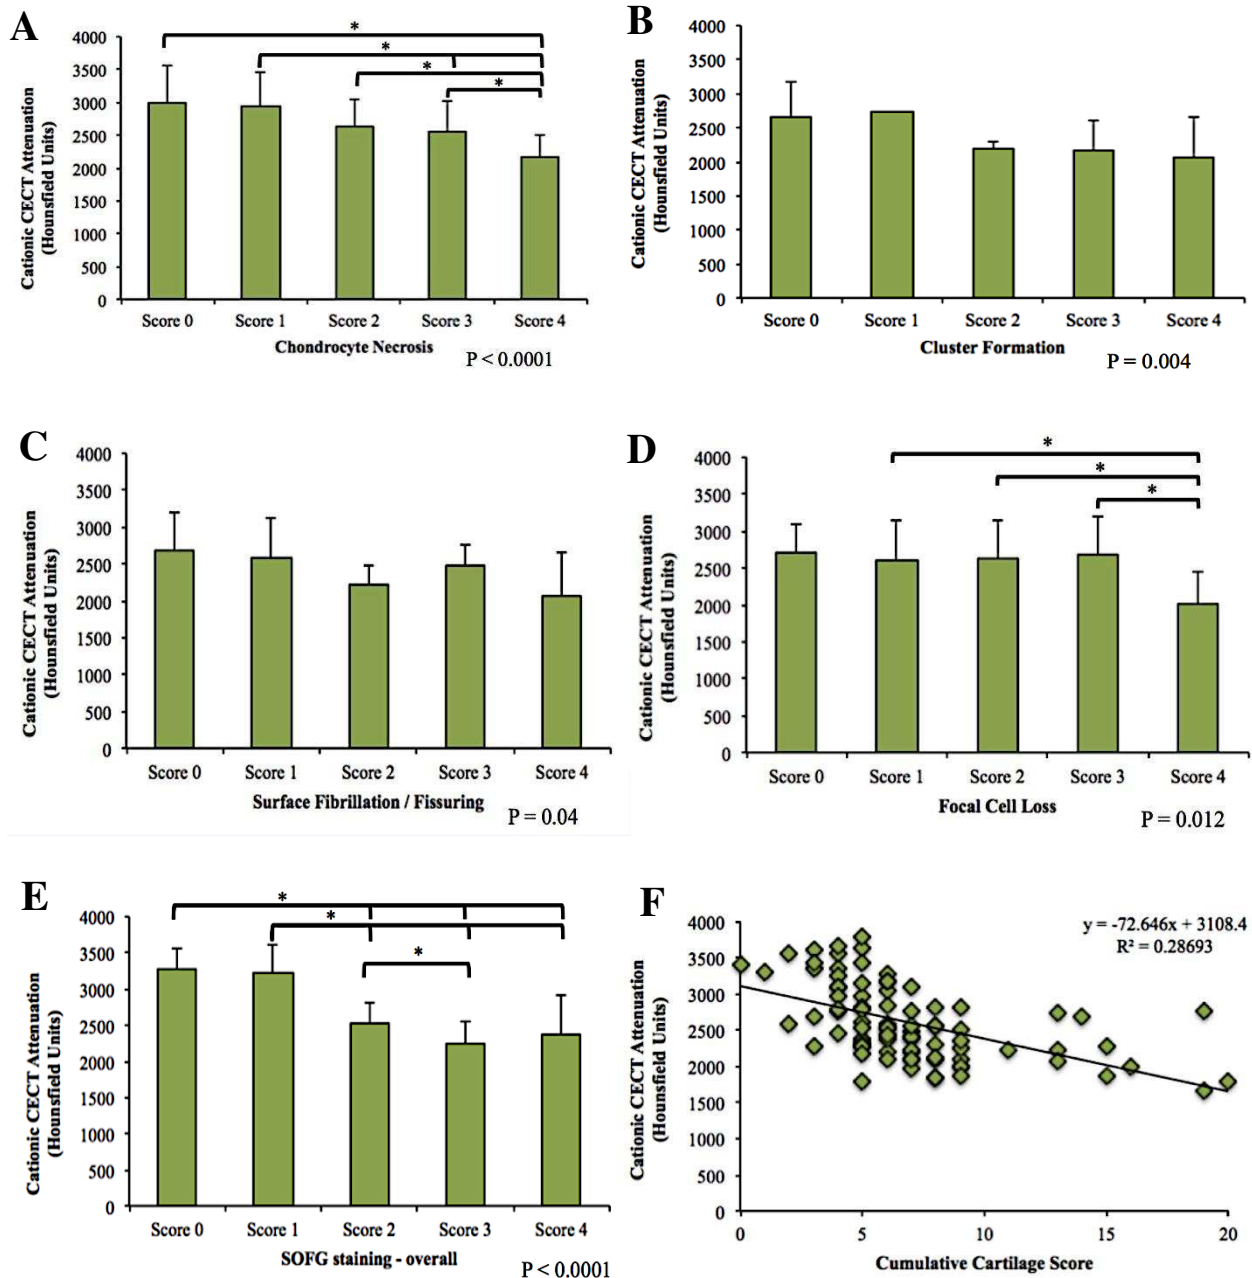 A
Cationic CECT Attenuation
(Hounsfield Units)
4000
3500
3000
2500
2000
1500
1000
500
0
*
*
*
*
Score 0 Score 1 Score 2 Score 3 Score 4
Chondrocyte Necrosis
P < 0.0001
B
Cationic CECT Attenuation
(Hounsfield Units)
4000
3500
3000
2500
2000
1500
1000
500
0
Score 0 Score 1 Score 2 Score 3 Score 4
Cluster Formation
P = 0.004
C
Cationic CECT Attenuation
(Hounsfield Units)
4000
3500
3000
2500
2000
1500
1000
500
0
Score 0 Score 1 Score 2 Score 3 Score 4
Surface Fibrillation / Fissuring
P = 0.04
D
Cationic CECT Attenuation
(Hounsfield Units)
4000
3500
3000
2500
2000
1500
1000
500
0
*
*
*
Score 0 Score 1 Score 2 Score 3 Score 4
Focal Cell Loss
P = 0.012
E
Cationic CECT Attenuation
(Hounsfield Units)
4000
3500
3000
2500
2000
1500
1000
500
0
*
*
*
Score 0 Score 1 Score 2 Score 3 Score 4
SOFG staining - overall
P < 0.0001
F
Cationic CECT Attenuation
(Hounsfield Units)
4000
3500
3000
2500
2000
1500
1000
500
0
y = -72.646x + 3108.4
R² = 0.28693
0 5 10 15 20
Cumulative Cartilage Score